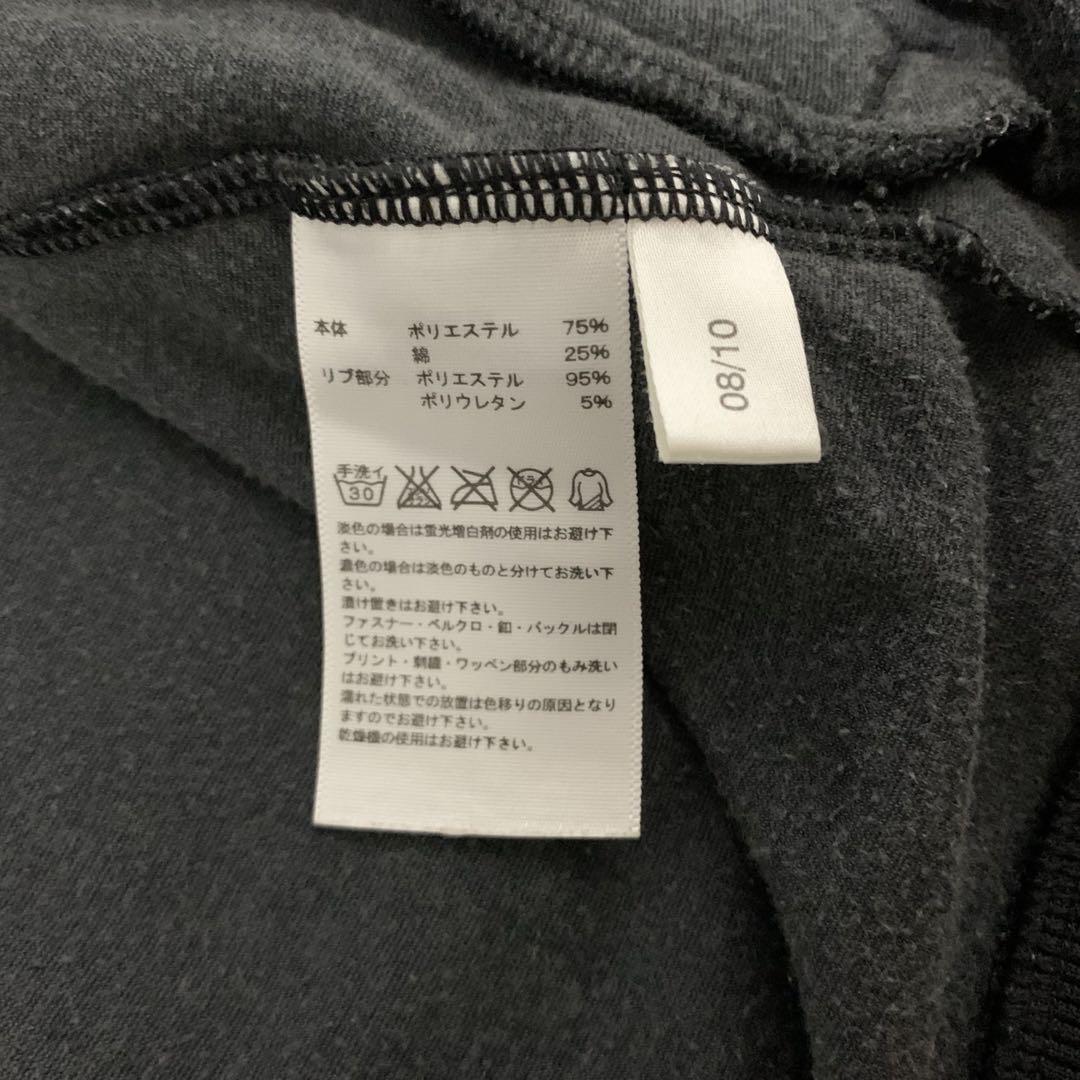 本体 ポリエステル 75%
綿 25%
リブ部分 ポリエステル 95%
ポリウレタン 5%
手洗イ
30
淡色の場合は蛍光増白剤の使用はお避け下
さい。
濃色の場合は淡色のものと分けてお洗い下
さい。
漬け置きはお避け下さい。
ファスナー・ベルクロ・釦・バックルは閉
じてお洗い下さい。
プリント・刺繍・ワッペン部分のもみ洗い
はお避け下さい。
濡れた状態での放置は色移りの原因となり
ますのでお避け下さい。
乾燥機の使用はお避け下さい。
08/10